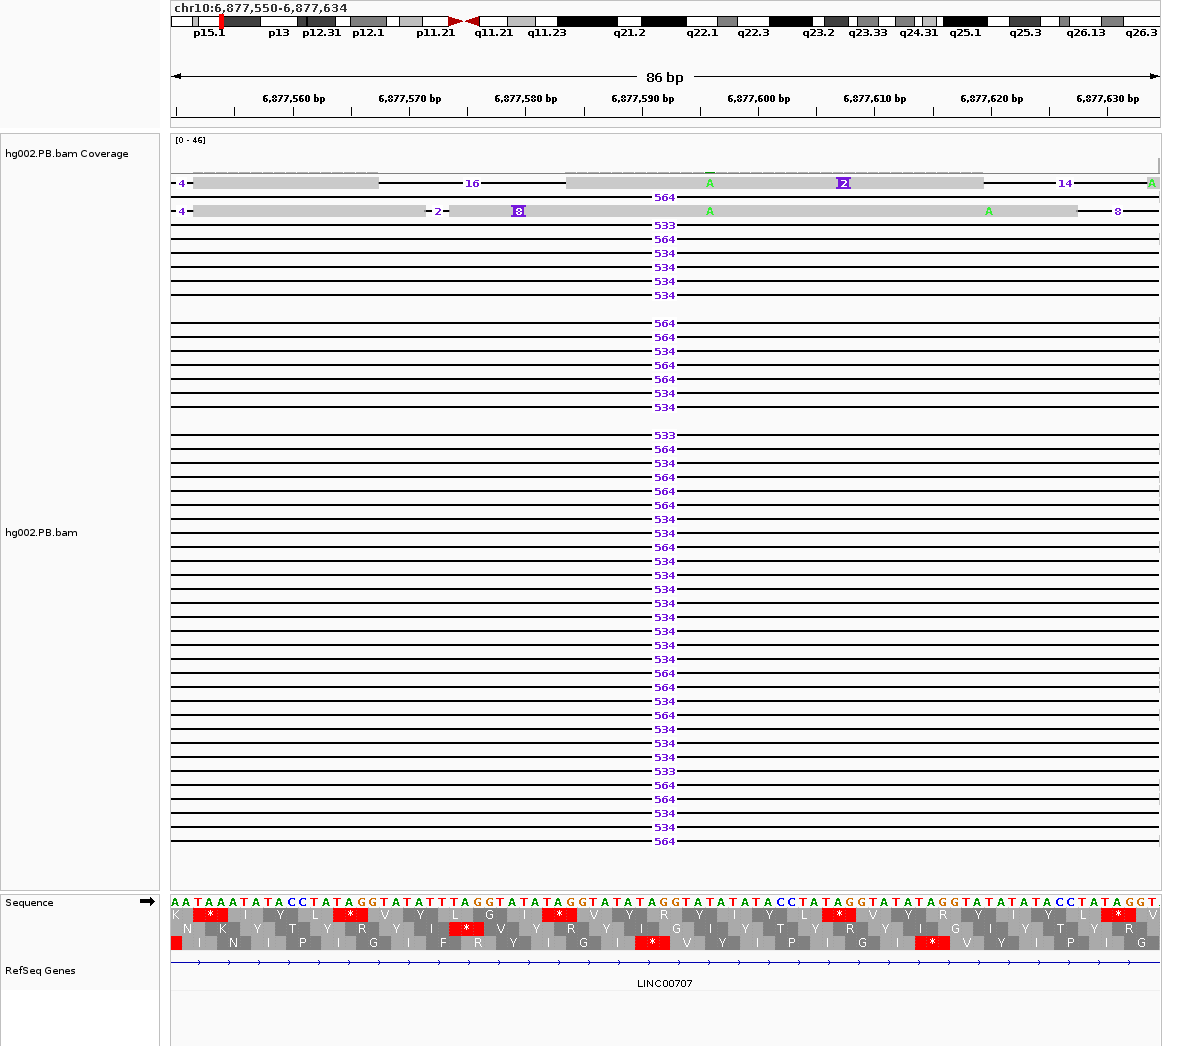 chr10:6,877,550-6,877,634
p15.1 p13 p12.31 p12.1 p11.21 q11.21 q11.23 q21.2 q22.1 q22.3 q23.2 q23.33 q24.31 q25.1 q25.3 q26.13 q26.3
86 bp
6,877,560 bp 6,877,570 bp 6,877,580 bp 6,877,590 bp 6,877,600 bp 6,877,610 bp 6,877,620 bp 6,877,630 bp
[0 - 46]
hg002.PB.bam Coverage
4 16 A 2 14 A
564
4 2 8 A A 8
533
564
534
534
534
534
564
564
534
564
564
534
534
533
564
534
564
564
564
534
hg002.PB.bam 534
564
534
534
534
534
534
534
534
534
564
564
534
564
534
534
534
533
564
564
534
534
564
Sequence AATAAATATACCTATAGGTATATTTAGGTATATAGGTATATAGGTATATATACCTATAGGTATATAGGTATATATACCTATAGGT
K * I Y L * V Y L G I * V Y R Y I Y L * V Y R Y I Y L * V
N K Y T Y R Y I * V Y R Y I G I Y T Y R Y I G I Y T Y R
I N I P I G I F R Y I G I * V Y I P I G I * V Y I P I G
RefSeq Genes
LINC00707